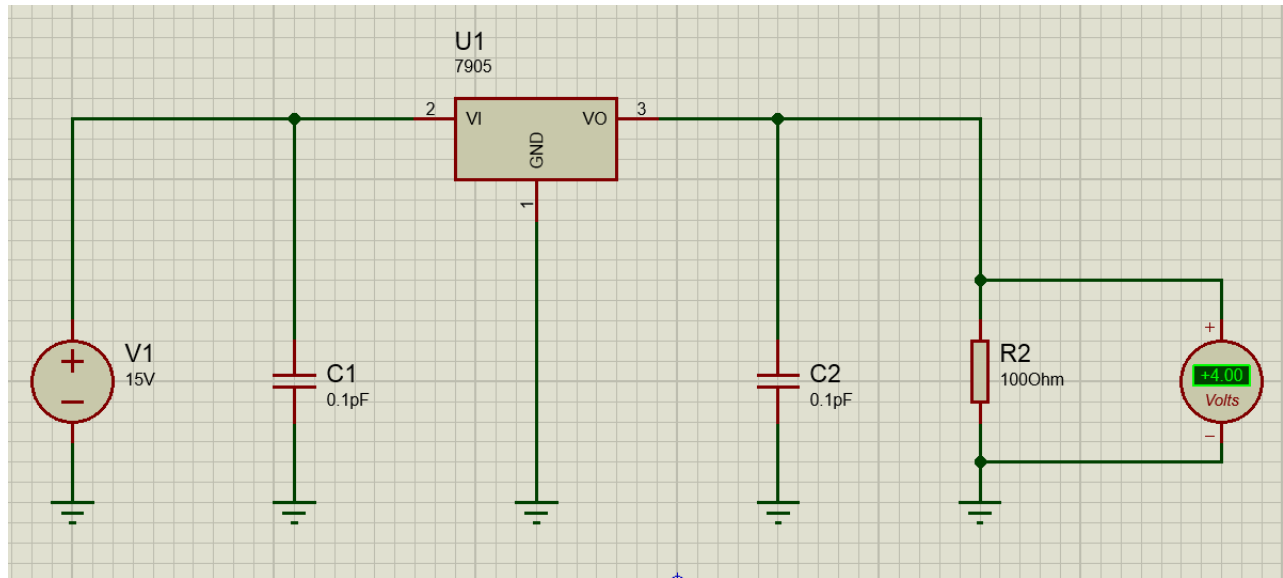 U1
7905
2
VI
VO
3
GND
1
V1
15V
+
−
C1
0.1pF
C2
0.1pF
R2
100Ohm
+
+4.00
Volts
−